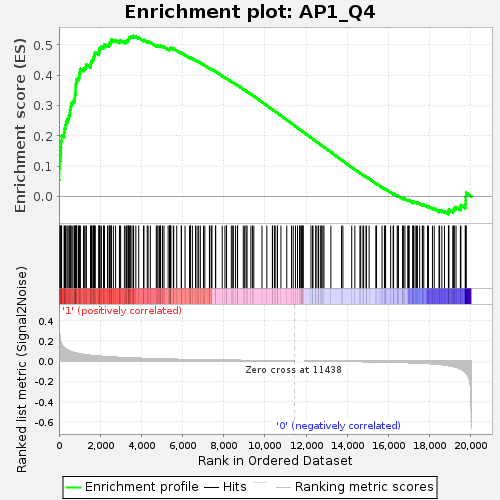 Enrichment plot: AP1_Q4
Enrichment score (ES)
0.5
0.4
0.3
0.2
0.1
0.0
'1' (positively correlated)
Ranked list metric (Signal2Noise)
0.4
0.2
0.0
-0.2
-0.4
-0.6
Zero cross at 11438
'0' (negatively correlated)
0
2,000
4,000
6,000
8,000
10,000
12,000
14,000
16,000
18,000
20,000
Rank in Ordered Dataset
Enrichment profile
Hits
Ranking metric scores